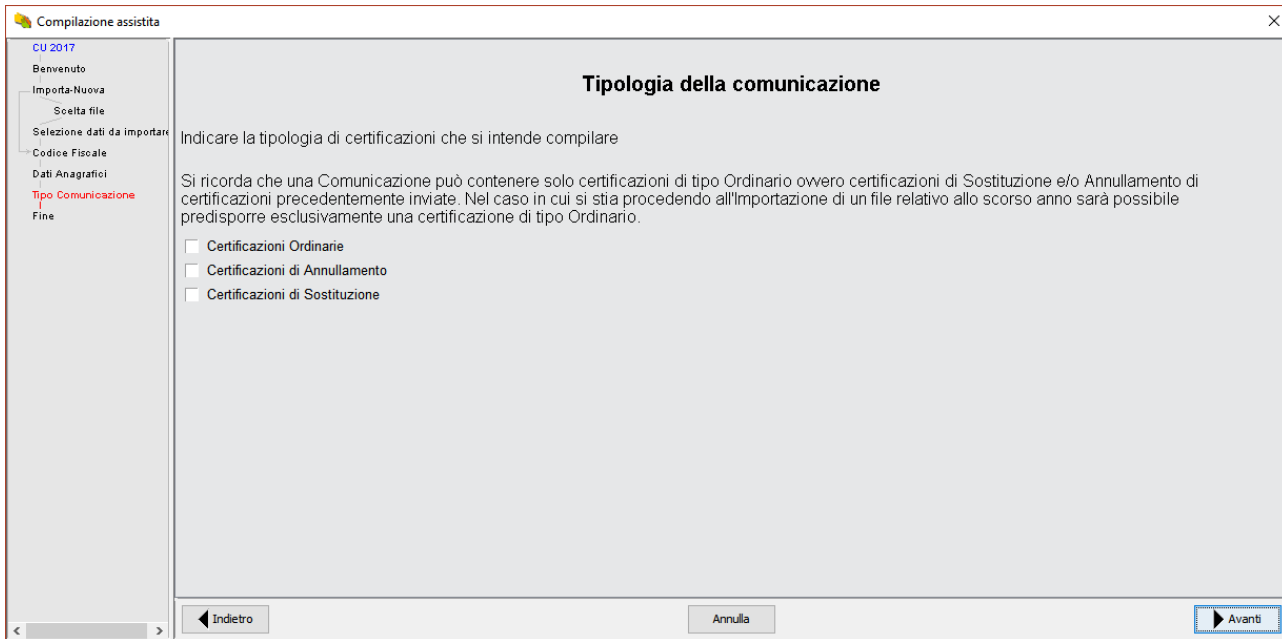 Compilazione assistita
CU 2017
Benvenuto
Importa-Nuova
Scelta file
Selezione dati da importare
Codice Fiscale
Dati Anagrafici
Tipo Comunicazione
Fine
Tipologia della comunicazione
Indicare la tipologia di certificazioni che si intende compilare
Si ricorda che una Comunicazione può contenere solo certificazioni di tipo Ordinario ovvero certificazioni di Sostituzione e/o Annullamento di
certificazioni precedentemente inviate. Nel caso in cui si stia procedendo all'Importazione di un file relativo allo scorso anno sarà possibile
predisporre esclusivamente una certificazione di tipo Ordinario.
Certificazioni Ordinarie
Certificazioni di Annullamento
Certificazioni di Sostituzione
Indietro
Annulla
Avanti